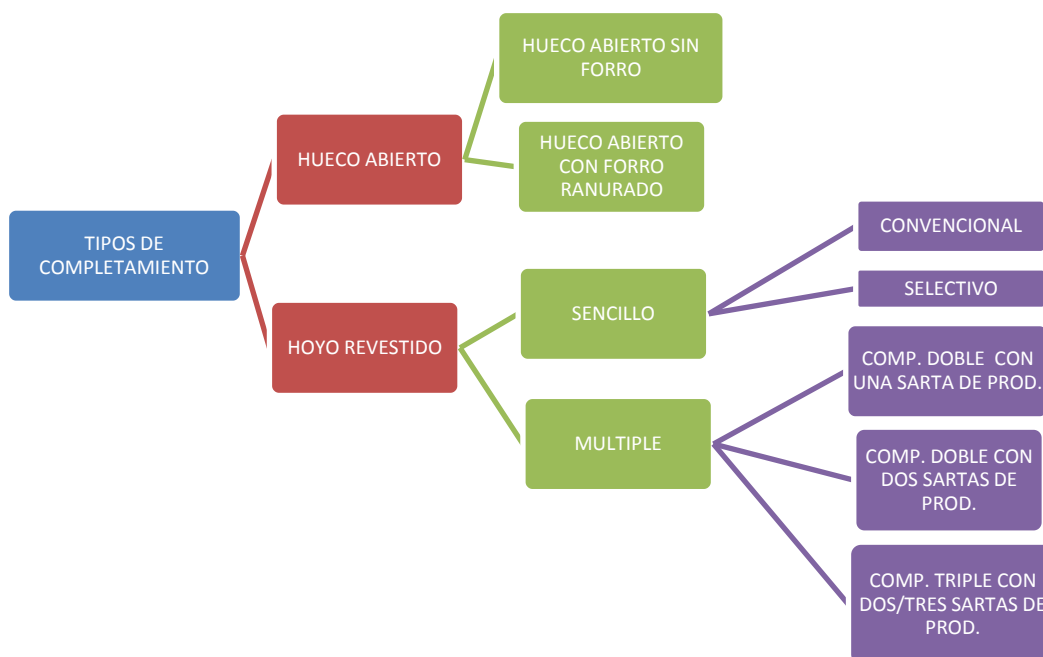 TIPOS DE
COMPLETAMIENTO
HUECO ABIERTO
HUECO ABIERTO SIN
FORRO
HUECO ABIERTO
CON FORRO
RANURADO
HOYO REVESTIDO
SENCILLO
CONVENCIONAL
SELECTIVO
MULTIPLE
COMP. DOBLE CON
UNA SARTA DE PROD.
COMP. DOBLE CON
DOS SARTAS DE
PROD.
COMP. TRIPLE CON
DOS/TRES SARTAS DE
PROD.